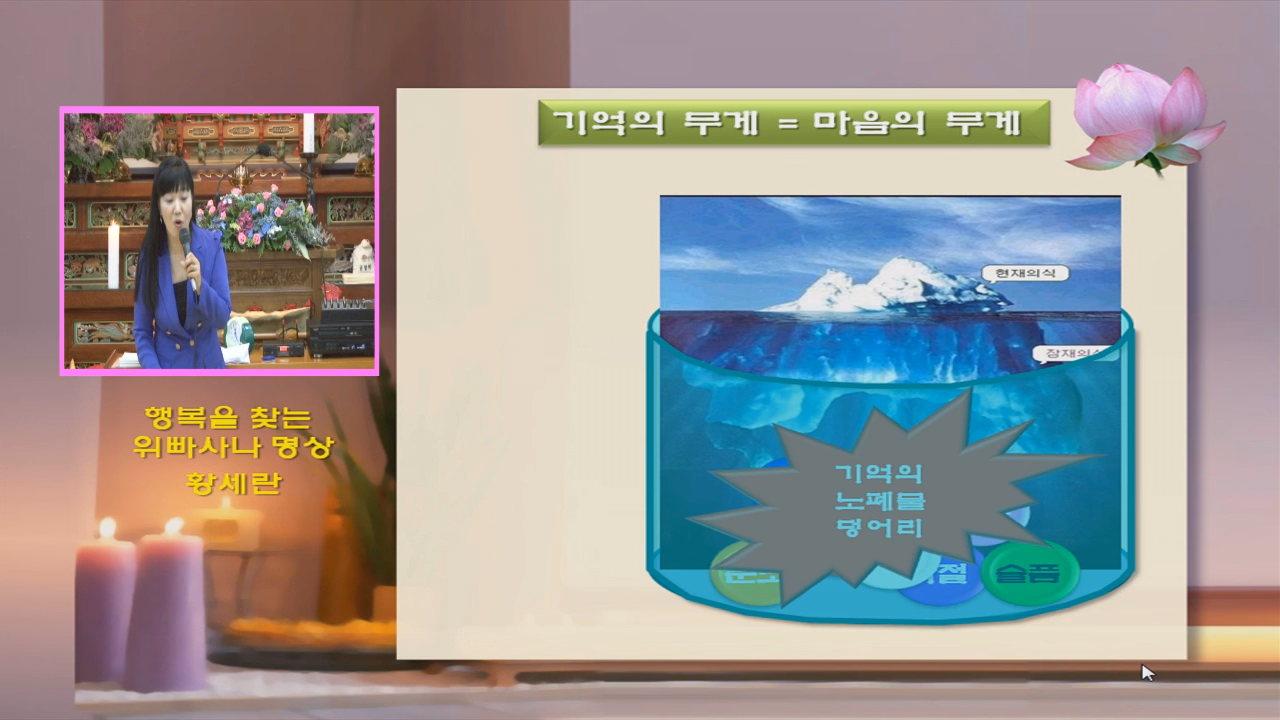 기억의 무게 = 마음의 무게
현재의식
잠재의식
행복을 찾는
위빠사나 명상
황세란
기억의
노폐물
덩어리
슬픔